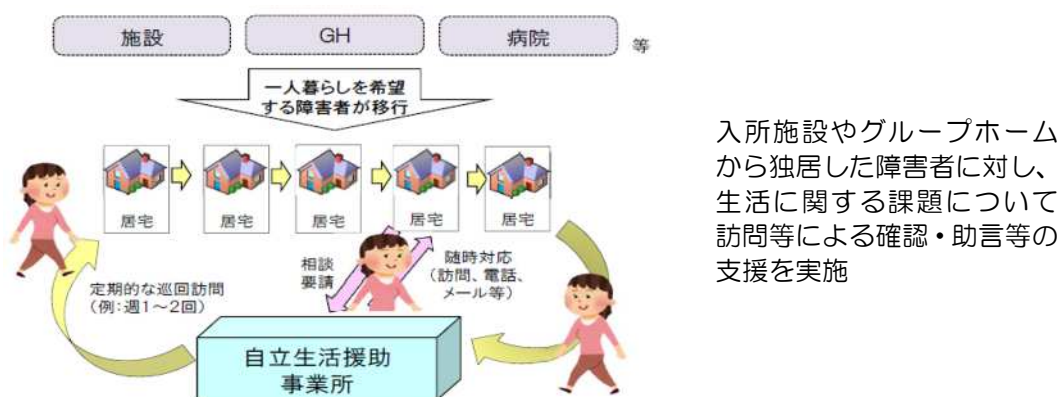 施設
GH
病院
等
一人暮らしを希望
する障害者が移行
居宅
居宅
居宅
居宅
居宅
相談
要請
随時対応
(訪問、電話、
メール等)
定期的な巡回訪問
(例:週1~2回)
自立生活援助
事業所
入所施設やグループホーム
から独居した障害者に対し、
生活に関する課題について
訪問等による確認・助言等の
支援を実施